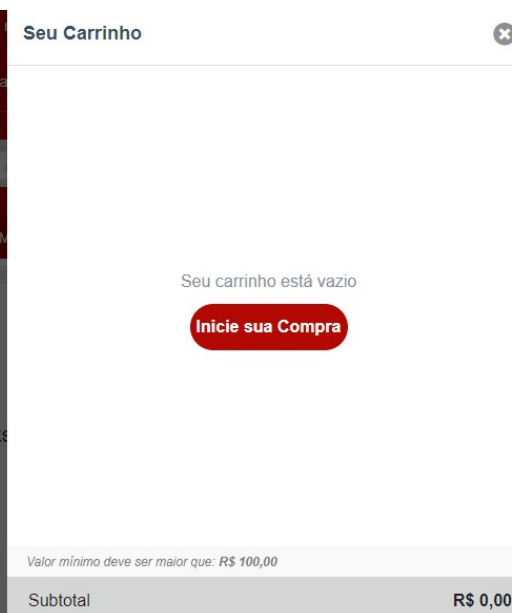 Seu Carrinho
Seu carrinho está vazio
Inicie sua Compra
Valor mínimo deve ser maior que: R$ 100,00
Subtotal R$ 0,00